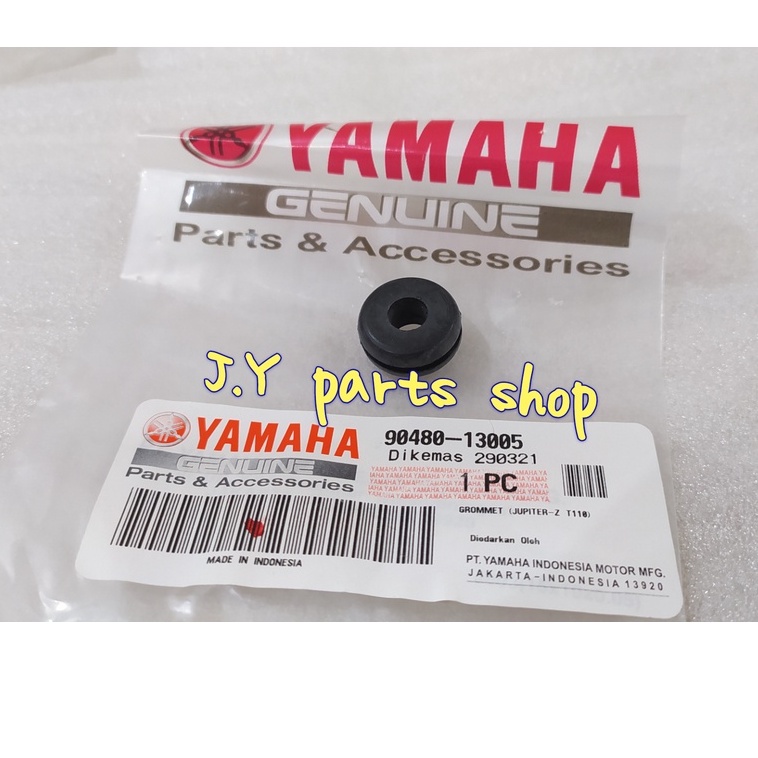 YAMAHA
GENUINE
Parts & Accessories
J.Y parts shop
YAMAHA
GENUINE
Parts & Accessories
90480-13005
Dikemas 290321
1 PC
GROMMET (JUPITER-Z T110)
Diedarkan Oleh
PT. YAMAHA INDONESIA MOTOR MFG.
JAKARTA-INDONESIA 13920
MADE IN INDONESIA